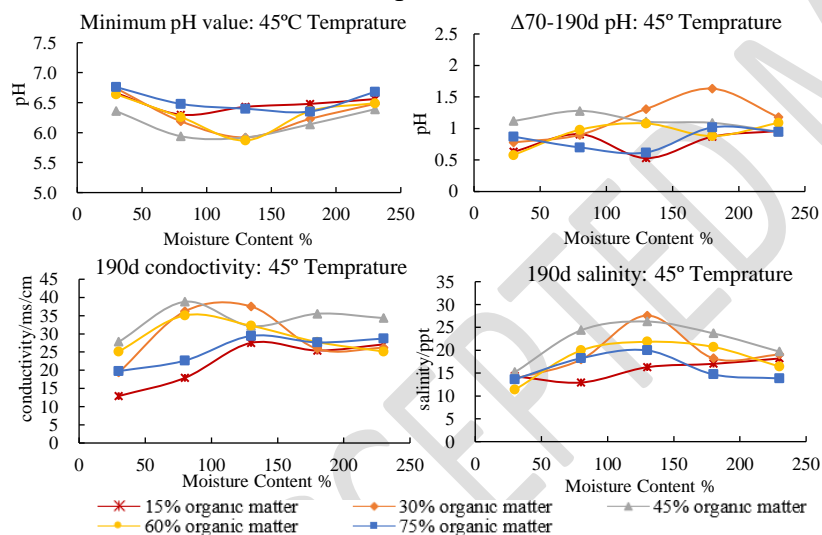 Minimum pH value: 45ºC Temprature
pH
7.5
7.0
6.5
6.0
5.5
5.0
0 50 100 150 200 250
Moisture Content %
Δ70-190d pH: 45º Temprature
pH
2
1.5
1
0.5
0
0 50 100 150 200 250
Moisture Content %
190d condoctivity: 45º Temprature
conductivity/ms/cm
45
40
35
30
25
20
15
10
5
0
0 50 100 150 200 250
Moisture Content %
190d salinity: 45º Temprature
salinity/ppt
35
30
25
20
15
10
5
0
0 50 100 150 200 250
Moisture Content %
15% organic matter 30% organic matter 45% organic matter
60% organic matter 75% organic matter